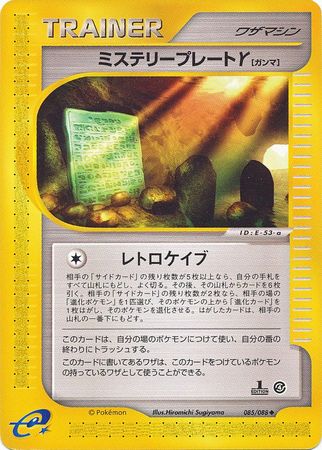 TRAINER
ワザマシン
ミステリープレートγ [ガンマ]
ID:E-53-α
レトロケイブ
相手の「サイドカード」の残り枚数が5枚以上なら、自分の手札を
すべて山札にもどし、よく切る。その後、その山札からカードを6枚
引く。相手の「サイドカード」の残り枚数が2枚なら、相手の場の
「進化ポケモン」を1匹選び、そのポケモンの上から「進化カード」を
1枚はがし、そのポケモンを退化させる。はがしたカードは、相手の
山札の一番下にもどす。
このカードは、自分の場のポケモンにつけて使い、自分の番の
終わりにトラッシュする。
このカードに書いてあるワザは、このカードをつけているポケモン
の持っているワザとして使うことができる。
1
EDITION
e
© Pokémon
Illus.Hiromichi Sugiyama
085/088◆